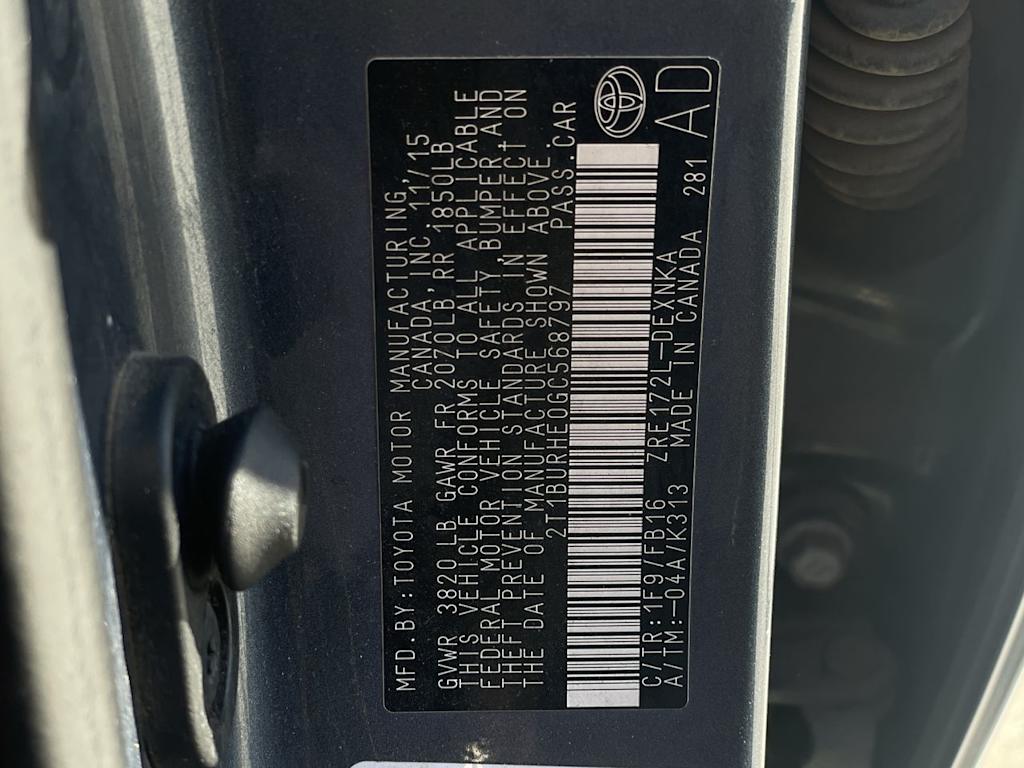 MFD.BY:TOYOTA MOTOR MANUFACTURING,
CANADA,INC.11/15
GVWR 3820LB GAWR FR 2070LB,RR 1850LB
THIS VEHICLE CONFORMS TO ALL APPLICABLE
FEDERAL MOTOR VEHICLE SAFETY, BUMPER, AND
THEFT PREVENTION STANDARDS IN EFFECT ON
THE DATE OF MANUFACTURE SHOWN ABOVE.
2T1BURHE0GC568797 PASS.CAR
C/TR:1F9/FB16 ZRE172L-DEXNKA
A/TM:-04A/K313 MADE IN CANADA 281
AD